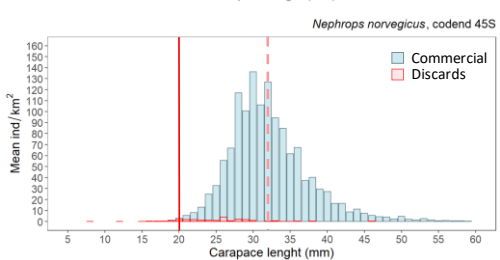 Nephrops norvegicus, codend 45S
Commercial
Discards
Mean ind/km²
160
150
140
130
120
110
100
90
80
70
60
50
40
30
20
10
0
5 10 15 20 25 30 35 40 45 50 55 60
Carapace lenght (mm)